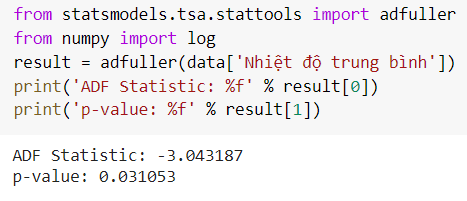 from statsmodels.tsa.stattools import adfuller
from numpy import log
result = adfuller(data['Nhiệt độ trung bình'])
print('ADF Statistic: %f' % result[0])
print('p-value: %f' % result[1])
ADF Statistic: -3.043187
p-value: 0.031053